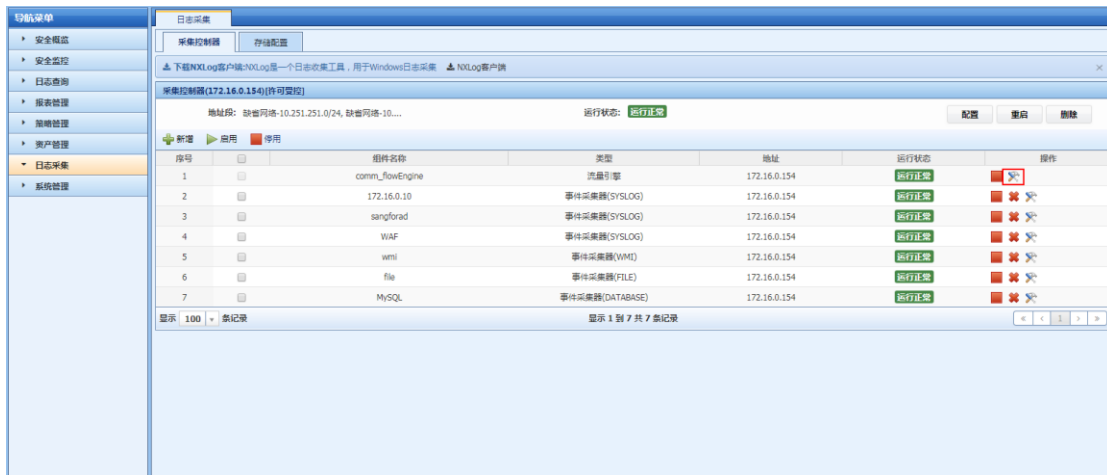 导航菜单
安全概览
安全监控
日志查询
报表管理
策略管理
资产管理
日志采集
系统管理
日志采集
采集控制器 存储配置
下载NXLog客户端:NXLog是一个日志收集工具，用于Windows日志采集 NXLog客户端 ×
采集控制器(172.16.0.154)[许可受控]
地址段: 缺省网络-10.251.251.0/24, 缺省网络-10.... 运行状态: 运行正常 配置 重启 删除
新增 启用 停用
序号 组件名称 类型 地址 运行状态 操作
1 comm_flowEngine 流量引擎 172.16.0.154 运行正常
2 172.16.0.10 事件采集器(SYSLOG) 172.16.0.154 运行正常
3 sangforad 事件采集器(SYSLOG) 172.16.0.154 运行正常
4 WAF 事件采集器(SYSLOG) 172.16.0.154 运行正常
5 wmi 事件采集器(WMI) 172.16.0.154 运行正常
6 file 事件采集器(FILE) 172.16.0.154 运行正常
7 MySQL 事件采集器(DATABASE) 172.16.0.154 运行正常
显示 100 条记录 显示 1 到 7 共 7 条记录 « < 1 > »